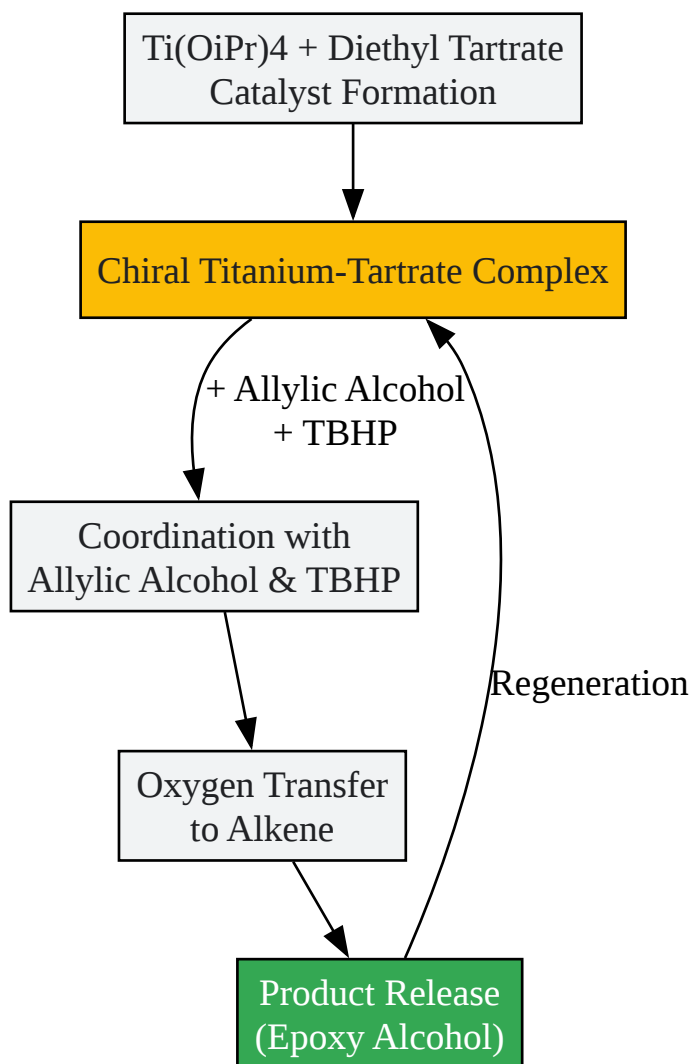 Ti(OiPr)4 + Diethyl Tartrate
Catalyst Formation
Chiral Titanium-Tartrate Complex
+ Allylic Alcohol
+ TBHP
Coordination with
Allylic Alcohol & TBHP
Regeneration
Oxygen Transfer
to Alkene
Product Release
(Epoxy Alcohol)